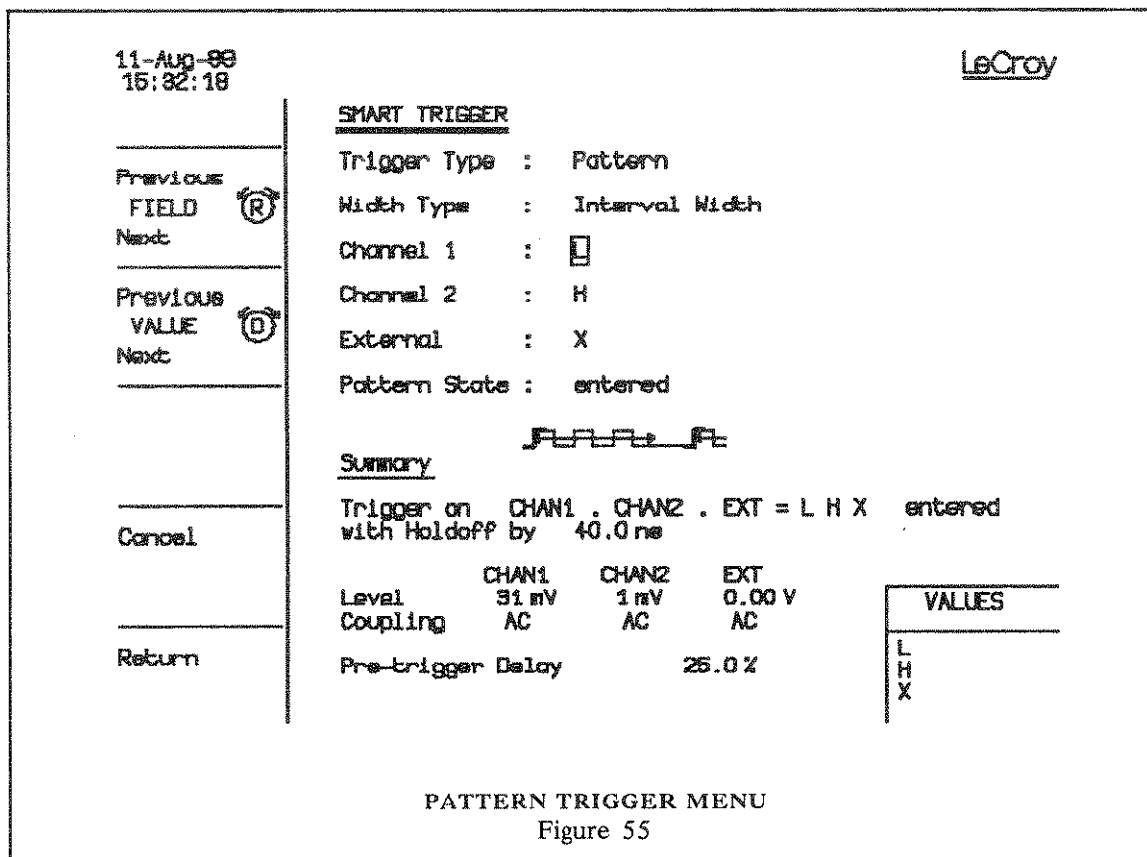 11-Aug-89
15:32:18
LeCroy
SMART TRIGGER
Trigger Type : Pattern
Previous
FIELD R
Next
Width Type : Interval Width
Channel 1 : L
Previous
VALUE D
Next
Channel 2 : H
External : X
Pattern State : entered
Summary
Trigger on CHAN1 . CHAN2 . EXT = L H X entered
with Holdoff by 40.0 ns
Cancel
CHAN1 CHAN2 EXT
Level 31 mV 1 mV 0.00 V
Coupling AC AC AC
VALUES
Return
Pre-trigger Delay 25.0 %
L
H
X
PATTERN TRIGGER MENU
Figure 55